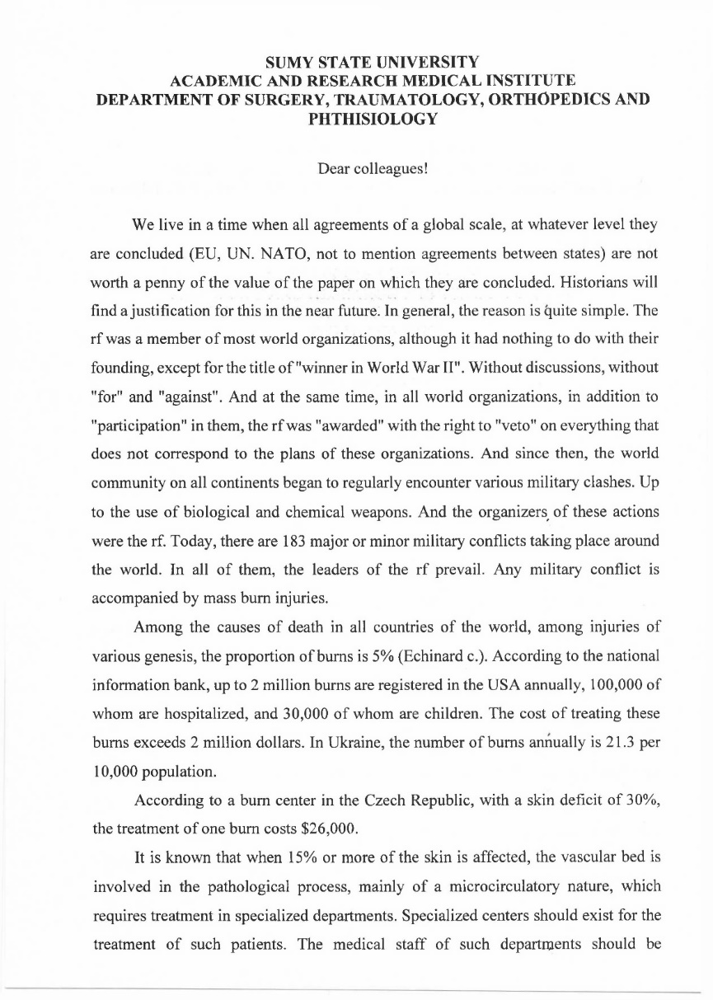 SUMY STATE UNIVERSITY
ACADEMIC AND RESEARCH MEDICAL INSTITUTE
DEPARTMENT OF SURGERY, TRAUMATOLOGY, ORTHOPEDICS AND
PHTHISIOLOGY
Dear colleagues!
We live in a time when all agreements of a global scale, at whatever level they
are concluded (EU, UN. NATO, not to mention agreements between states) are not
worth a penny of the value of the paper on which they are concluded. Historians will
find a justification for this in the near future. In general, the reason is quite simple. The
rf was a member of most world organizations, although it had nothing to do with their
founding, except for the title of "winner in World War II". Without discussions, without
"for" and "against". And at the same time, in all world organizations, in addition to
"participation" in them, the rf was "awarded" with the right to "veto" on everything that
does not correspond to the plans of these organizations. And since then, the world
community on all continents began to regularly encounter various military clashes. Up
to the use of biological and chemical weapons. And the organizers of these actions
were the rf. Today, there are 183 major or minor military conflicts taking place around
the world. In all of them, the leaders of the rf prevail. Any military conflict is
accompanied by mass burn injuries.
Among the causes of death in all countries of the world, among injuries of
various genesis, the proportion of burns is 5% (Echinard c.). According to the national
information bank, up to 2 million burns are registered in the USA annually, 100,000 of
whom are hospitalized, and 30,000 of whom are children. The cost of treating these
burns exceeds 2 million dollars. In Ukraine, the number of burns annually is 21.3 per
10,000 population.
According to a burn center in the Czech Republic, with a skin deficit of 30%,
the treatment of one burn costs $26,000.
It is known that when 15% or more of the skin is affected, the vascular bed is
involved in the pathological process, mainly of a microcirculatory nature, which
requires treatment in specialized departments. Specialized centers should exist for the
treatment of such patients. The medical staff of such departments should be